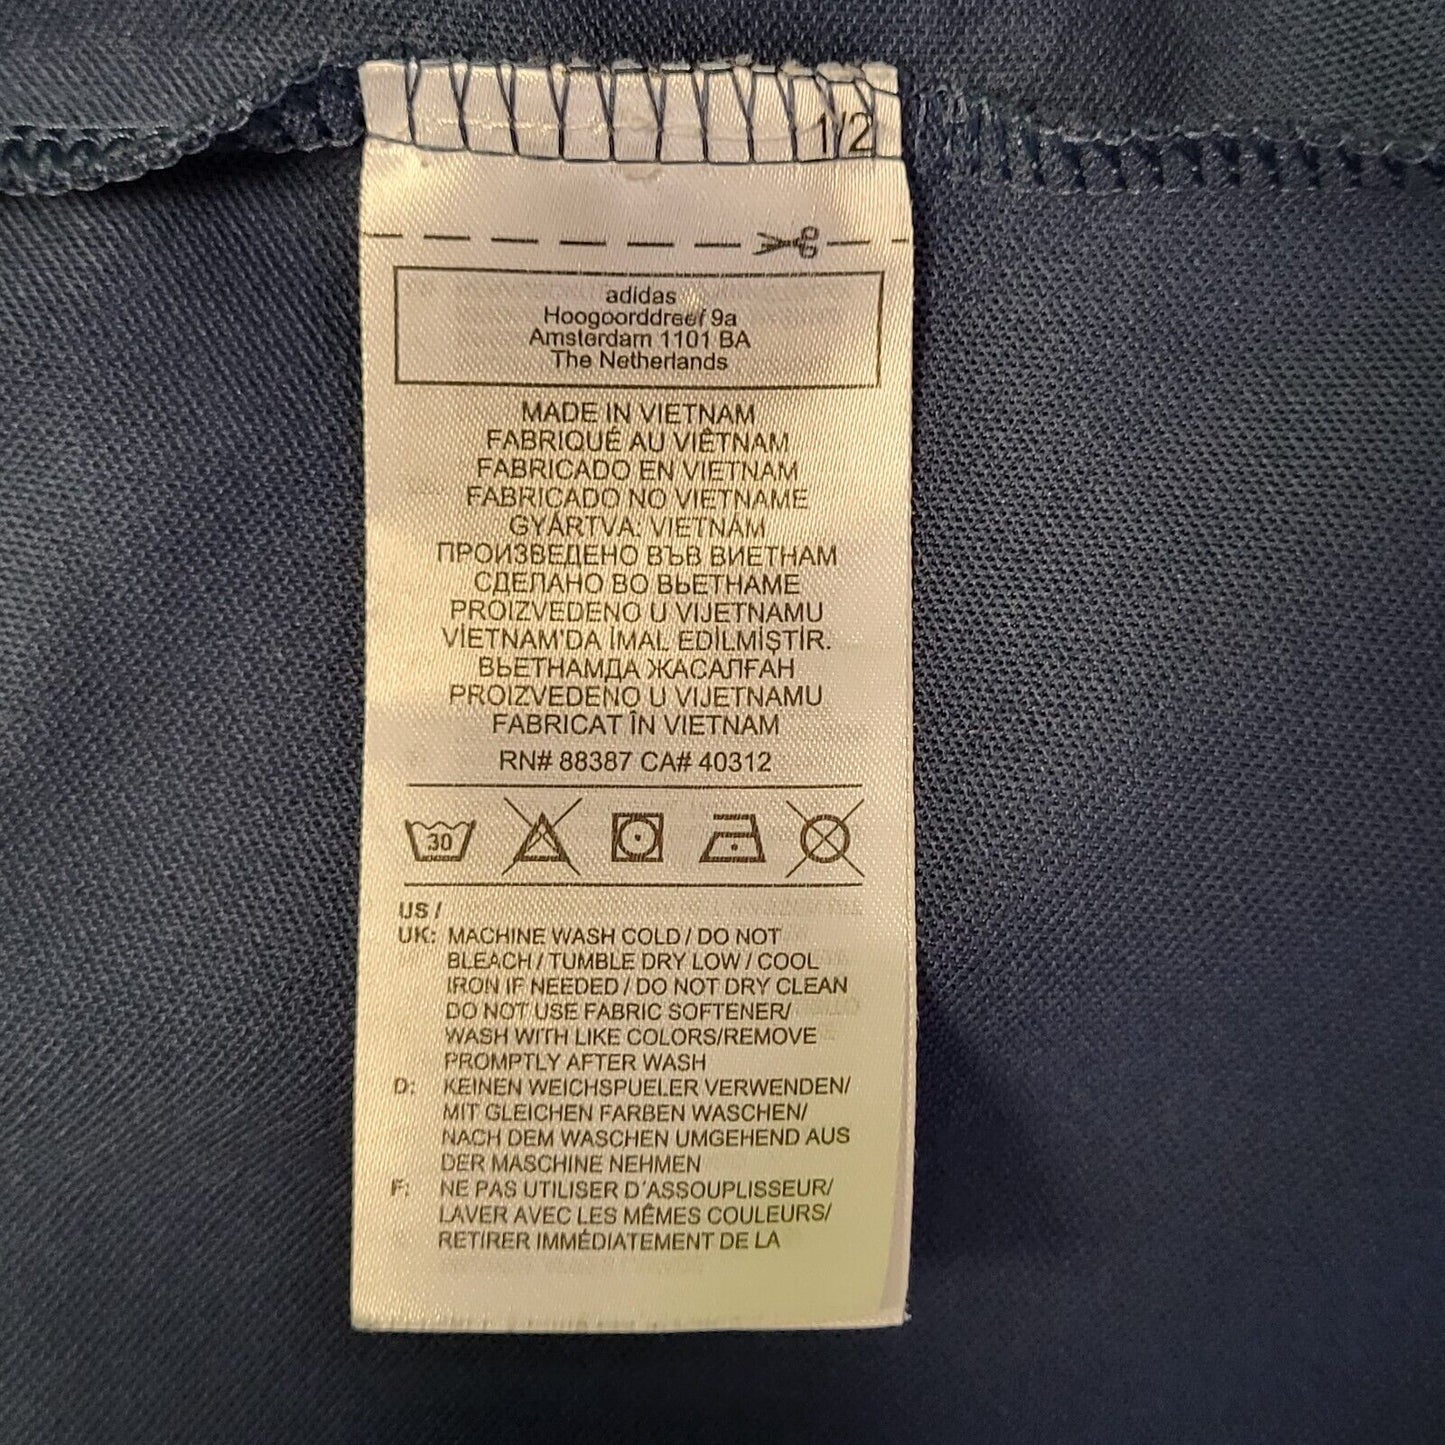 1/2
adidas
Hoogoorddreef 9a
Amsterdam 1101 BA
The Netherlands
MADE IN VIETNAM
FABRIQUÉ AU VIÊTNAM
FABRICADO EN VIETNAM
FABRICADO NO VIETNAME
GYÁRTVA: VIETNÁM
ПРОИЗВЕДЕНО ВЪВ ВИЕТНАМ
СДЕЛАНО ВО ВЬЕТНАМЕ
PROIZVEDENO U VIJETNAMU
VİETNAM'DA İMAL EDİLMİŞTİR.
ВЬЕТНАМДА ЖАСАЛҒАН
PROIZVEDENO U VIJETNAMU
FABRICAT ÎN VIETNAM
RN# 88387 CA# 40312
30
US /
UK: MACHINE WASH COLD / DO NOT
BLEACH / TUMBLE DRY LOW / COOL
IRON IF NEEDED / DO NOT DRY CLEAN
DO NOT USE FABRIC SOFTENER/
WASH WITH LIKE COLORS/REMOVE
PROMPTLY AFTER WASH
D: KEINEN WEICHSPUELER VERWENDEN/
MIT GLEICHEN FARBEN WASCHEN/
NACH DEM WASCHEN UMGEHEND AUS
DER MASCHINE NEHMEN
F: NE PAS UTILISER D´ASSOUPLISSEUR/
LAVER AVEC LES MÊMES COULEURS/
RETIRER IMMÉDIATEMENT DE LA